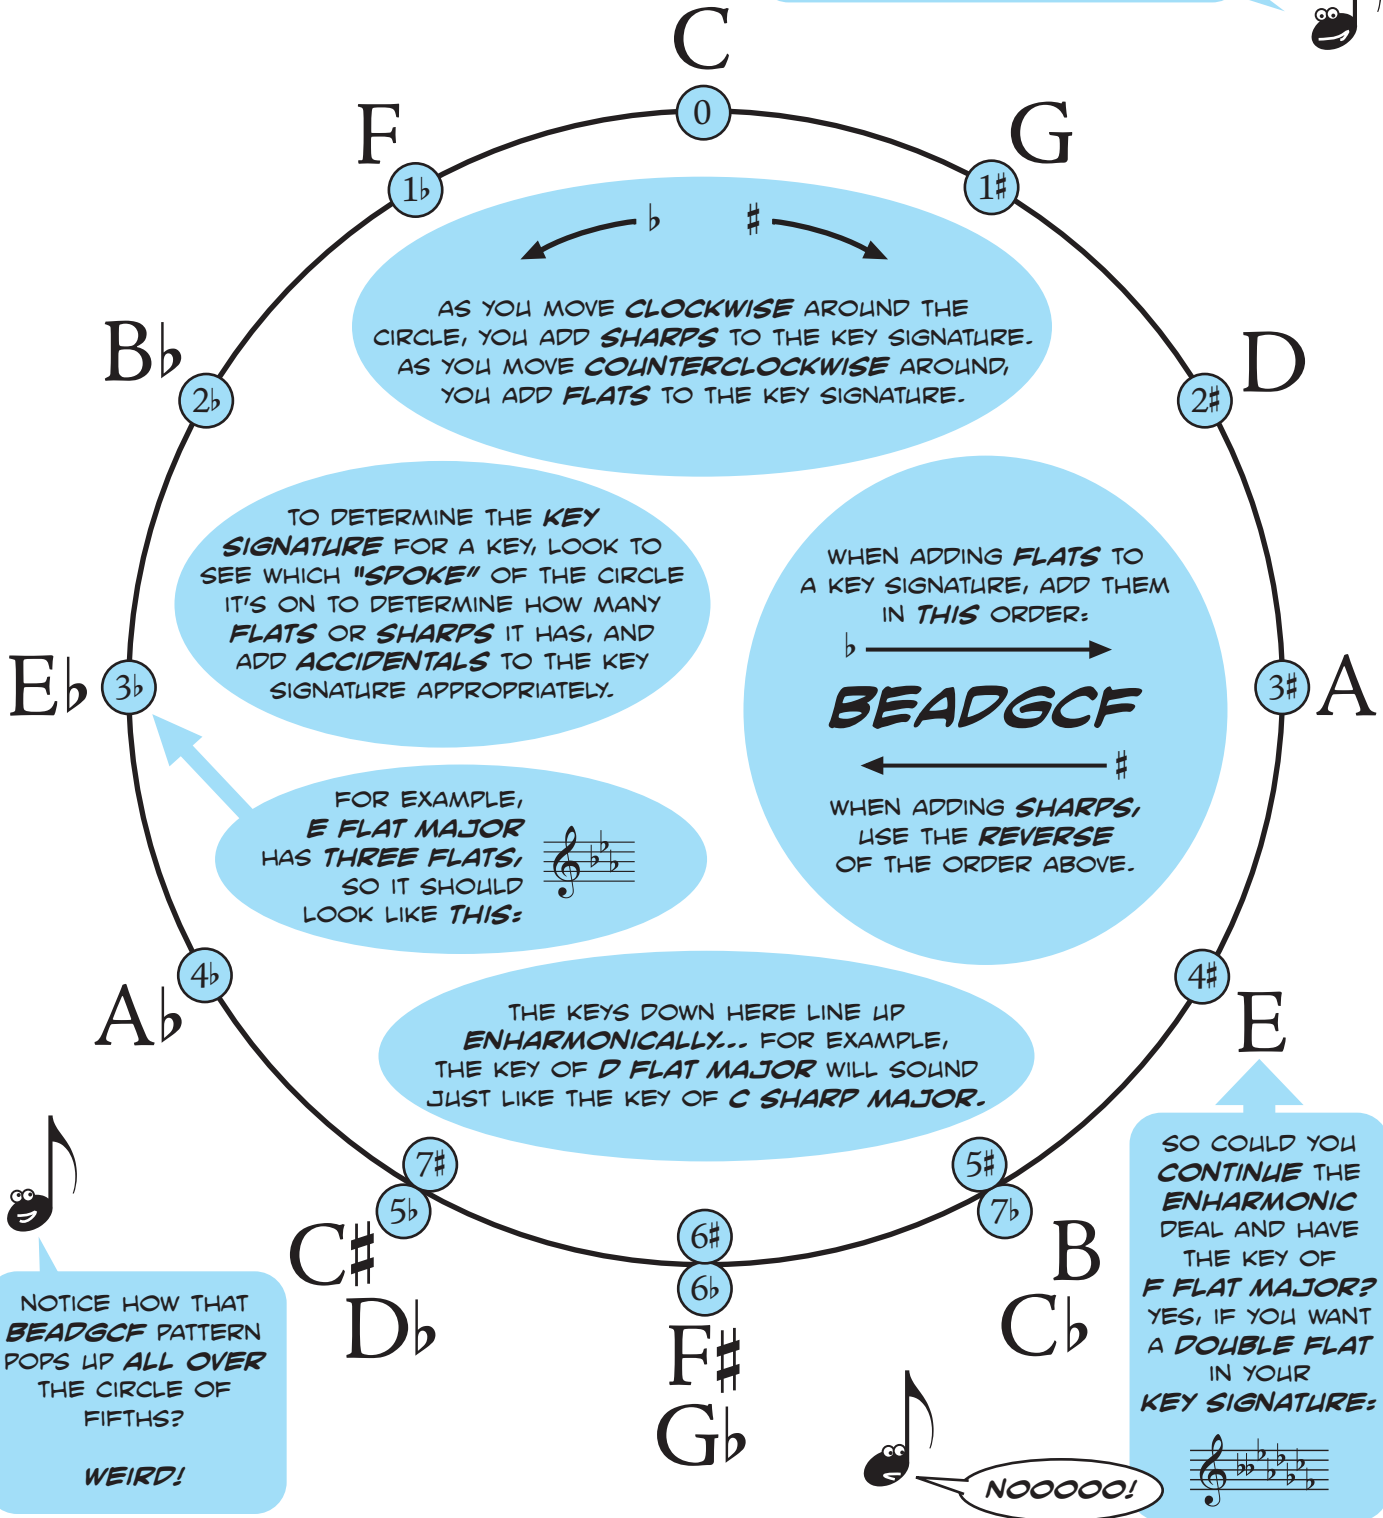 C
0
F
1♭
G
1♯
♭ ♯
AS YOU MOVE CLOCKWISE AROUND THE
CIRCLE, YOU ADD SHARPS TO THE KEY SIGNATURE.
AS YOU MOVE COUNTERCLOCKWISE AROUND,
YOU ADD FLATS TO THE KEY SIGNATURE.
B♭
2♭
D
2♯
TO DETERMINE THE KEY
SIGNATURE FOR A KEY, LOOK TO
SEE WHICH "SPOKE" OF THE CIRCLE
IT'S ON TO DETERMINE HOW MANY
FLATS OR SHARPS IT HAS, AND
ADD ACCIDENTALS TO THE KEY
SIGNATURE APPROPRIATELY.
WHEN ADDING FLATS TO
A KEY SIGNATURE, ADD THEM
IN THIS ORDER:
♭
BEADGCF
♯
WHEN ADDING SHARPS,
USE THE REVERSE
OF THE ORDER ABOVE.
E♭
3♭
3♯
A
FOR EXAMPLE,
E FLAT MAJOR
HAS THREE FLATS,
SO IT SHOULD
LOOK LIKE THIS:
4♭
A♭
4♯
E
THE KEYS DOWN HERE LINE UP
ENHARMONICALLY... FOR EXAMPLE,
THE KEY OF D FLAT MAJOR WILL SOUND
JUST LIKE THE KEY OF C SHARP MAJOR.
7♯
5♭
C♯
D♭
6♯
6♭
F♯
G♭
5♯
7♭
B
C♭
SO COULD YOU
CONTINUE THE
ENHARMONIC
DEAL AND HAVE
THE KEY OF
F FLAT MAJOR?
YES, IF YOU WANT
A DOUBLE FLAT
IN YOUR
KEY SIGNATURE:
NOOOOO!
NOTICE HOW THAT
BEADGCF PATTERN
POPS UP ALL OVER
THE CIRCLE OF
FIFTHS?
WEIRD!